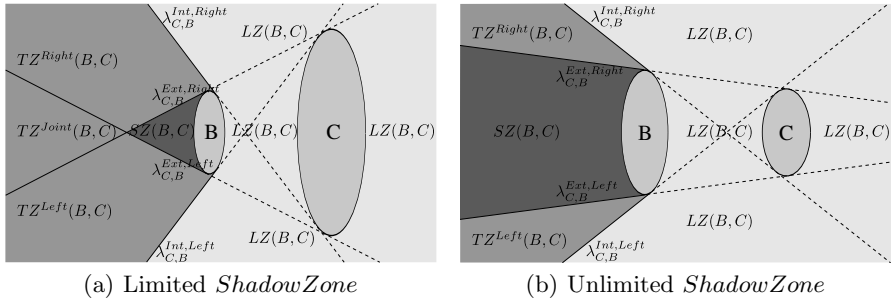 λ_{C,B}^{Int,Right}
LZ(B,C)
TZ^{Right}(B,C)
λ_{C,B}^{Ext,Right}
TZ^{Joint}(B,C)
SZ(B,C)
B
LZ(B,C)
C
LZ(B,C)
λ_{C,B}^{Ext,Left}
TZ^{Left}(B,C)
LZ(B,C)
λ_{C,B}^{Int,Left}
(a) Limited ShadowZone
λ_{C,B}^{Int,Right}
TZ^{Right}(B,C)
LZ(B,C)
λ_{C,B}^{Ext,Right}
SZ(B,C)
B
LZ(B,C)
C
LZ(B,C)
λ_{C,B}^{Ext,Left}
LZ(B,C)
TZ^{Left}(B,C)
λ_{C,B}^{Int,Left}
(b) Unlimited ShadowZone